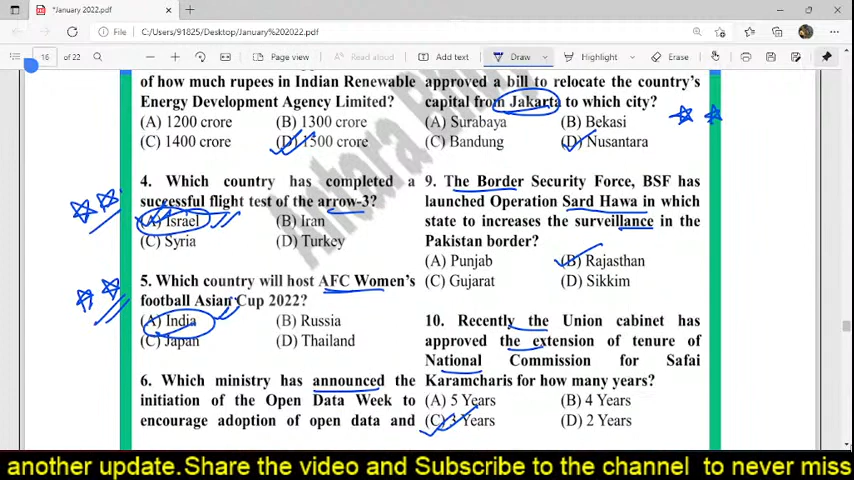 *January 2022.pdf
File
C:/Users/91825/Desktop/January%202022.pdf
16 of 22
Page view
Read aloud
Add text
Draw
Highlight
Erase
of how much rupees in Indian Renewable
Energy Development Agency Limited?
(A) 1200 crore (B) 1300 crore
(C) 1400 crore (D) 1500 crore
4. Which country has completed a
successful flight test of the arrow-3?
(A) Israel (B) Iran
(C) Syria (D) Turkey
5. Which country will host AFC Women's
football Asian Cup 2022?
(A) India (B) Russia
(C) Japan (D) Thailand
6. Which ministry has announced the
initiation of the Open Data Week to
encourage adoption of open data and
approved a bill to relocate the country's
capital from Jakarta to which city?
(A) Surabaya (B) Bekasi
(C) Bandung (D) Nusantara
9. The Border Security Force, BSF has
launched Operation Sard Hawa in which
state to increases the surveillance in the
Pakistan border?
(A) Punjab (B) Rajasthan
(C) Gujarat (D) Sikkim
10. Recently the Union cabinet has
approved the extension of tenure of
National Commission for Safai
Karamcharis for how many years?
(A) 5 Years (B) 4 Years
(C) 3 Years (D) 2 Years
another update.Share the video and Subscribe to the channel to never miss